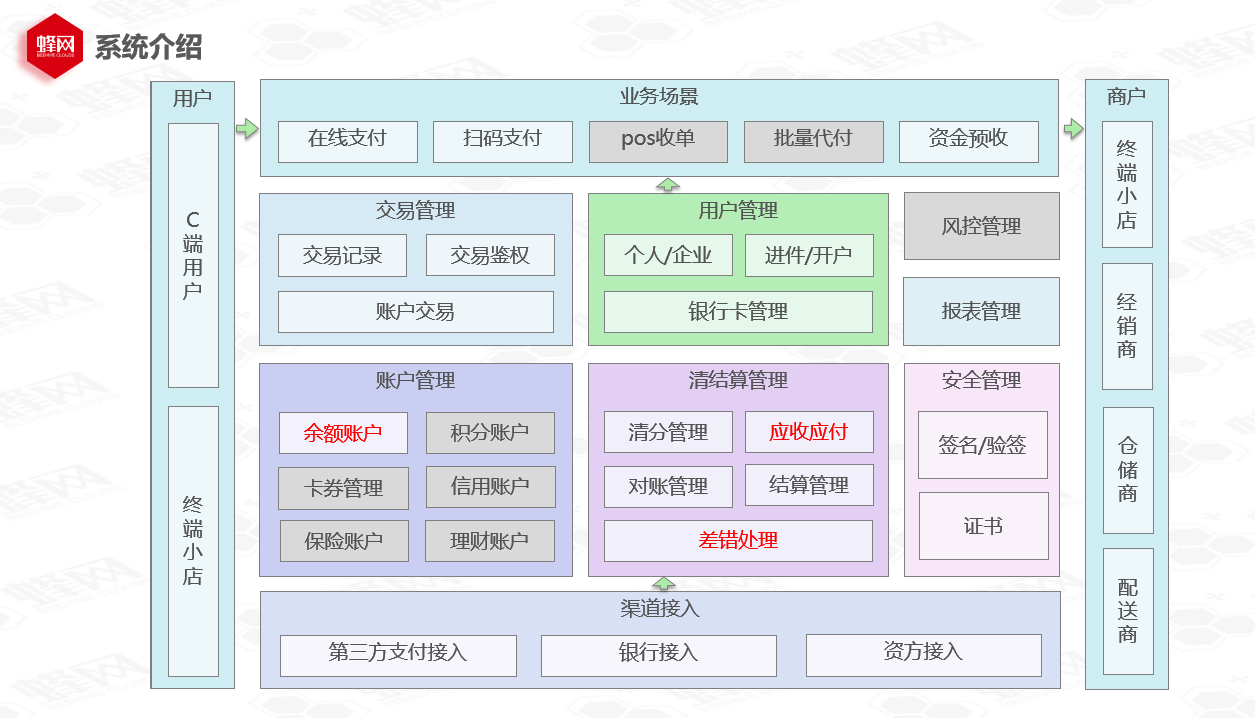 蜂网
BEEHIVE CLOUDS
系统介绍
用户
C端用户
终端小店
业务场景
在线支付
扫码支付
pos收单
批量代付
资金预收
交易管理
交易记录
交易鉴权
账户交易
用户管理
个人/企业
进件/开户
银行卡管理
风控管理
报表管理
账户管理
余额账户
积分账户
卡券管理
信用账户
保险账户
理财账户
清结算管理
清分管理
应收应付
对账管理
结算管理
差错处理
安全管理
签名/验签
证书
渠道接入
第三方支付接入
银行接入
资方接入
商户
终端小店
经销商
仓储商
配送商